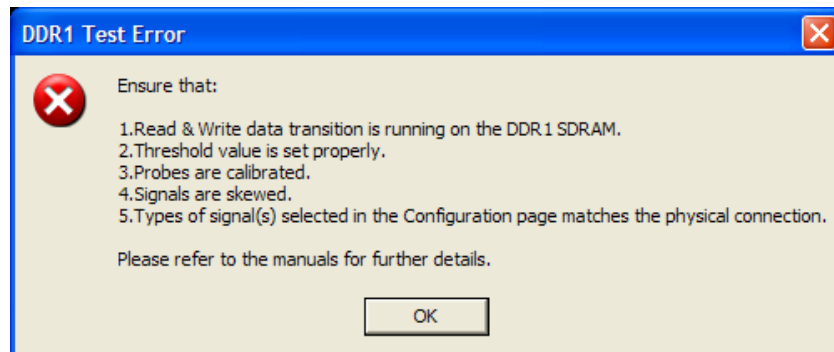 DDR1 Test Error
Ensure that:
1.Read & Write data transition is running on the DDR1 SDRAM.
2.Threshold value is set properly.
3.Probes are calibrated.
4.Signals are skewed.
5.Types of signal(s) selected in the Configuration page matches the physical connection.
Please refer to the manuals for further details.
OK